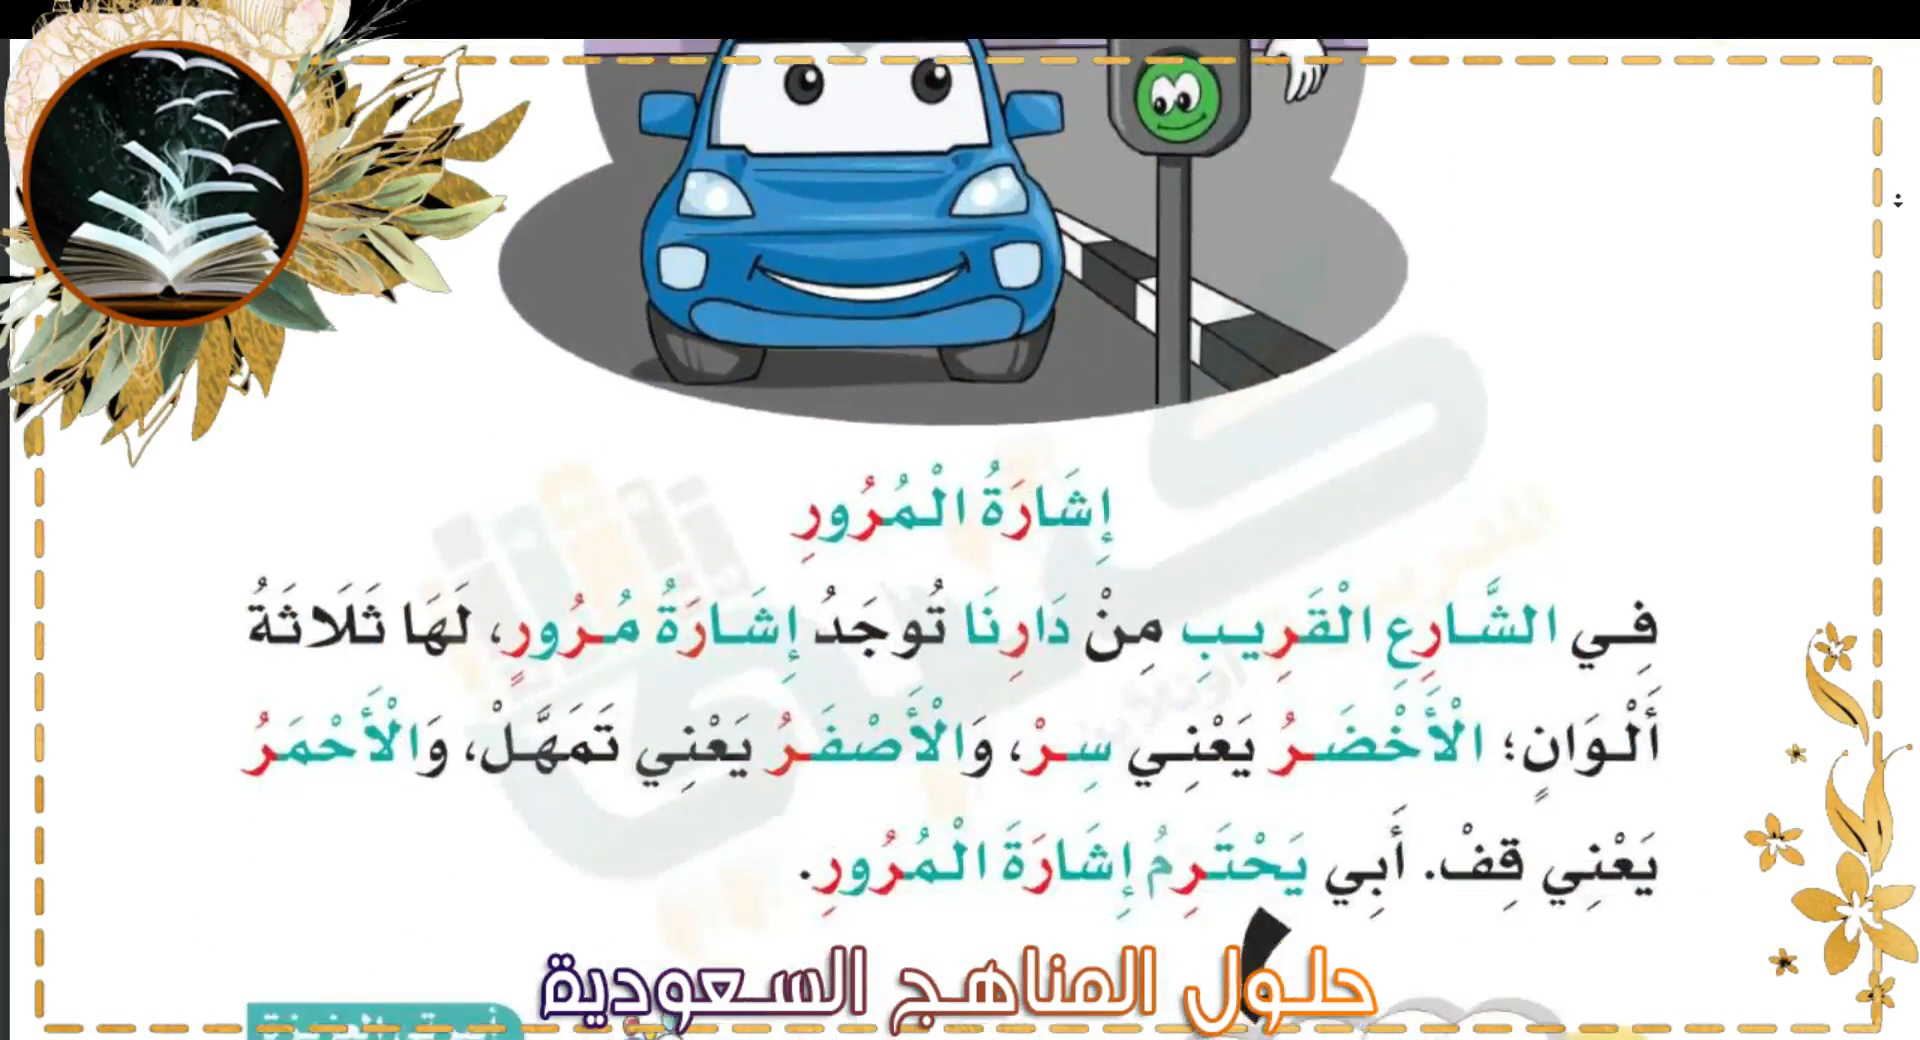 إِشَارَةُ الْمُرُورِ
فِي الشَّارِعِ الْقَرِيبِ مِنْ دَارِنَا تُوجَدُ إِشَارَةُ مُرُورٍ، لَهَا ثَلَاثَةُ
أَلْوَانٍ؛ الْأَخْضَرُ يَعْنِي سِرْ، وَالْأَصْفَرُ يَعْنِي تَمَهَّلْ، وَالْأَحْمَرُ
يَعْنِي قِفْ. أَبِي يَحْتَرِمُ إِشَارَةَ الْمُرُورِ.
حلول المناهج السعودية